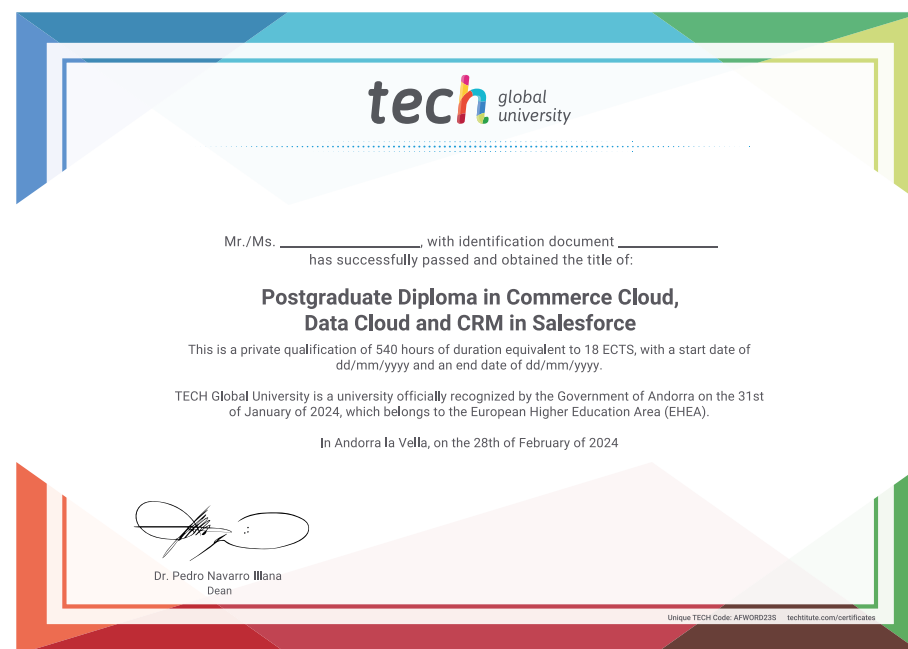 tech global
university
Mr./Ms. ____________________, with identification document ______________
has successfully passed and obtained the title of:
Postgraduate Diploma in Commerce Cloud,
Data Cloud and CRM in Salesforce
This is a private qualification of 540 hours of duration equivalent to 18 ECTS, with a start date of
dd/mm/yyyy and an end date of dd/mm/yyyy.
TECH Global University is a university officially recognized by the Government of Andorra on the 31st
of January of 2024, which belongs to the European Higher Education Area (EHEA).
In Andorra la Vella, on the 28th of February of 2024
Dr. Pedro Navarro Illana
Dean
Unique TECH Code: AFWORD23S techtitute.com/certificates